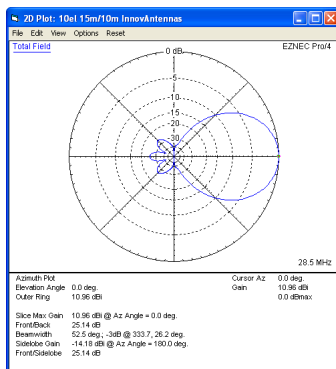 2D Plot: 10el 15m/10m InnovAntennas
File Edit View Options Reset
Total Field
EZNEC Pro/4
0 dB
-5
-10
-15
-20
-30
28.5 MHz
Azimuth Plot
Elevation Angle 0.0 deg.
Outer Ring 10.96 dBi
Cursor Az 0.0 deg.
Gain 10.96 dBi
0.0 dBmax
Slice Max Gain 10.96 dBi @ Az Angle = 0.0 deg.
Front/Back 25.14 dB
Beamwidth 52.5 deg.; -3dB @ 333.7, 26.2 deg.
Sidelobe Gain -14.18 dBi @ Az Angle = 180.0 deg.
Front/Sidelobe 25.14 dB